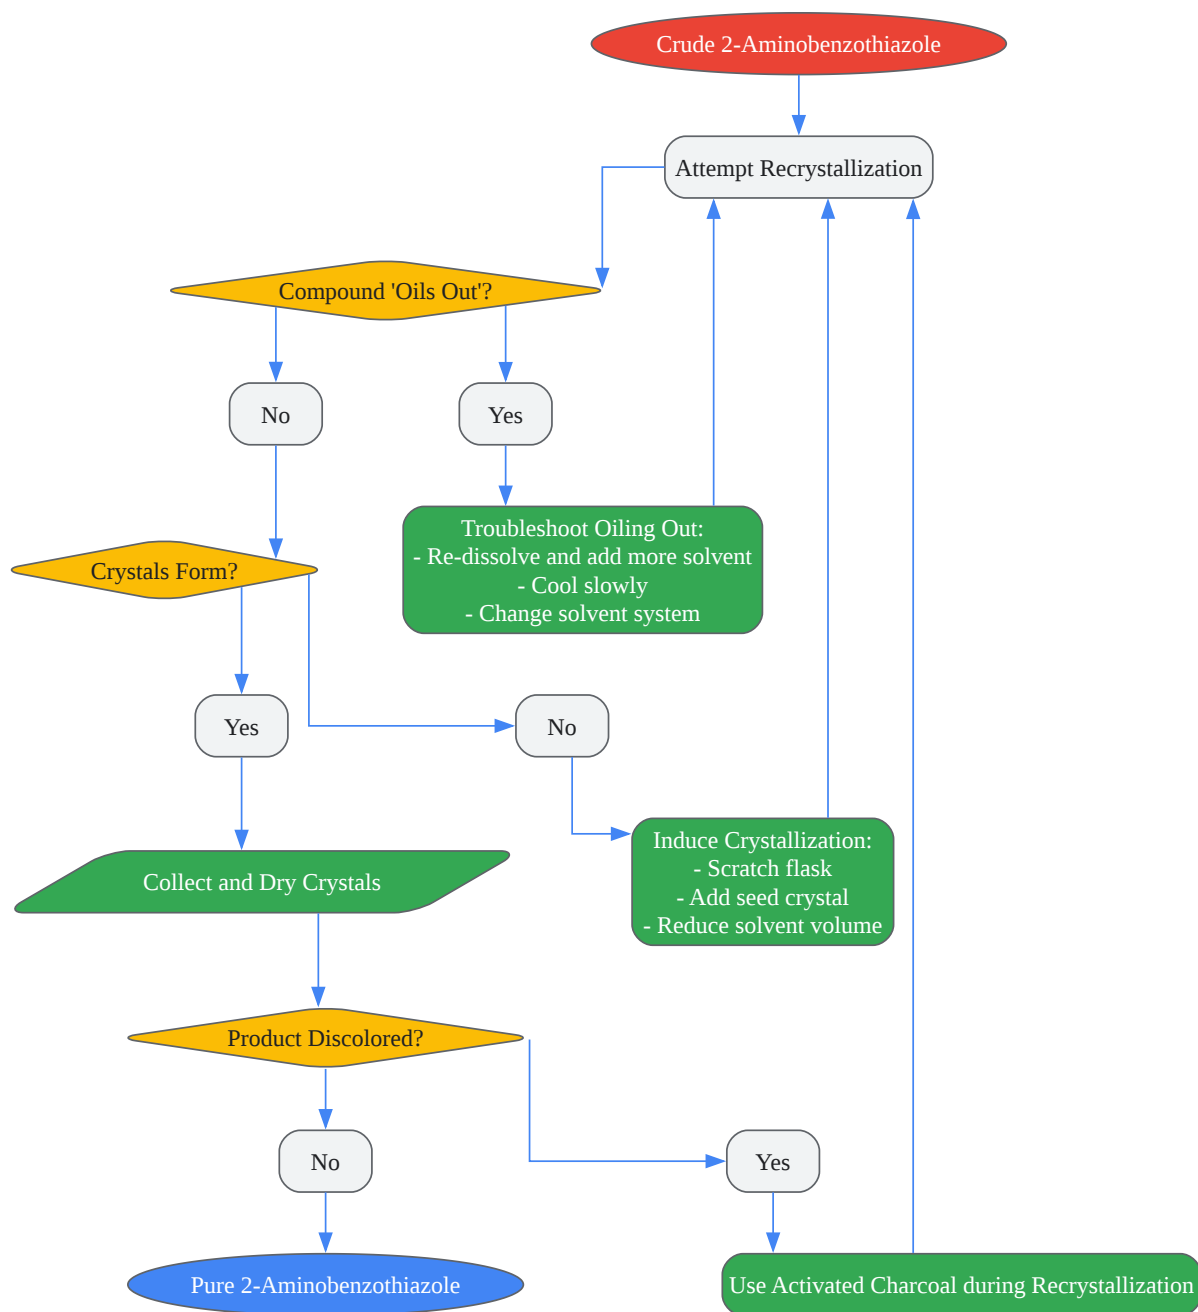 Crude 2-Aminobenzothiazole
Attempt Recrystallization
Compound 'Oils Out'?
No
Yes
Troubleshoot Oiling Out:
- Re-dissolve and add more solvent
- Cool slowly
- Change solvent system
Crystals Form?
Yes
No
Induce Crystallization:
- Scratch flask
- Add seed crystal
- Reduce solvent volume
Collect and Dry Crystals
Product Discolored?
No
Yes
Pure 2-Aminobenzothiazole
Use Activated Charcoal during Recrystallization